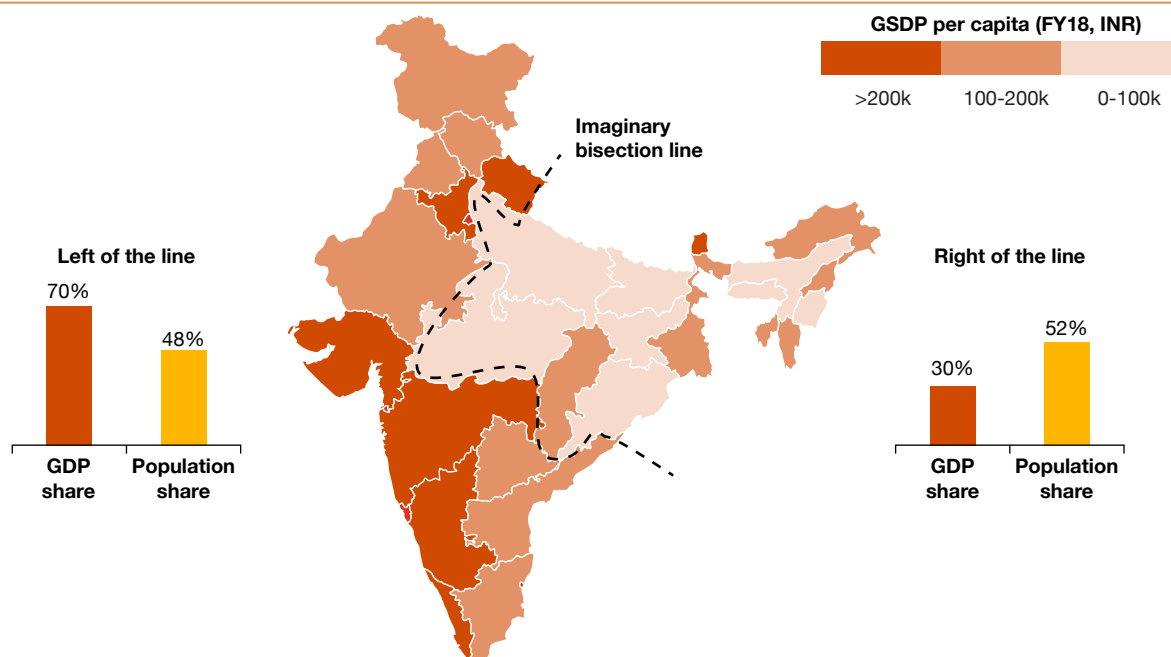 GSDP per capita (FY18, INR)
>200k
100-200k
0-100k
Imaginary
bisection line
Left of the line
70%
48%
GDP
share
Population
share
Right of the line
30%
52%
GDP
share
Population
share